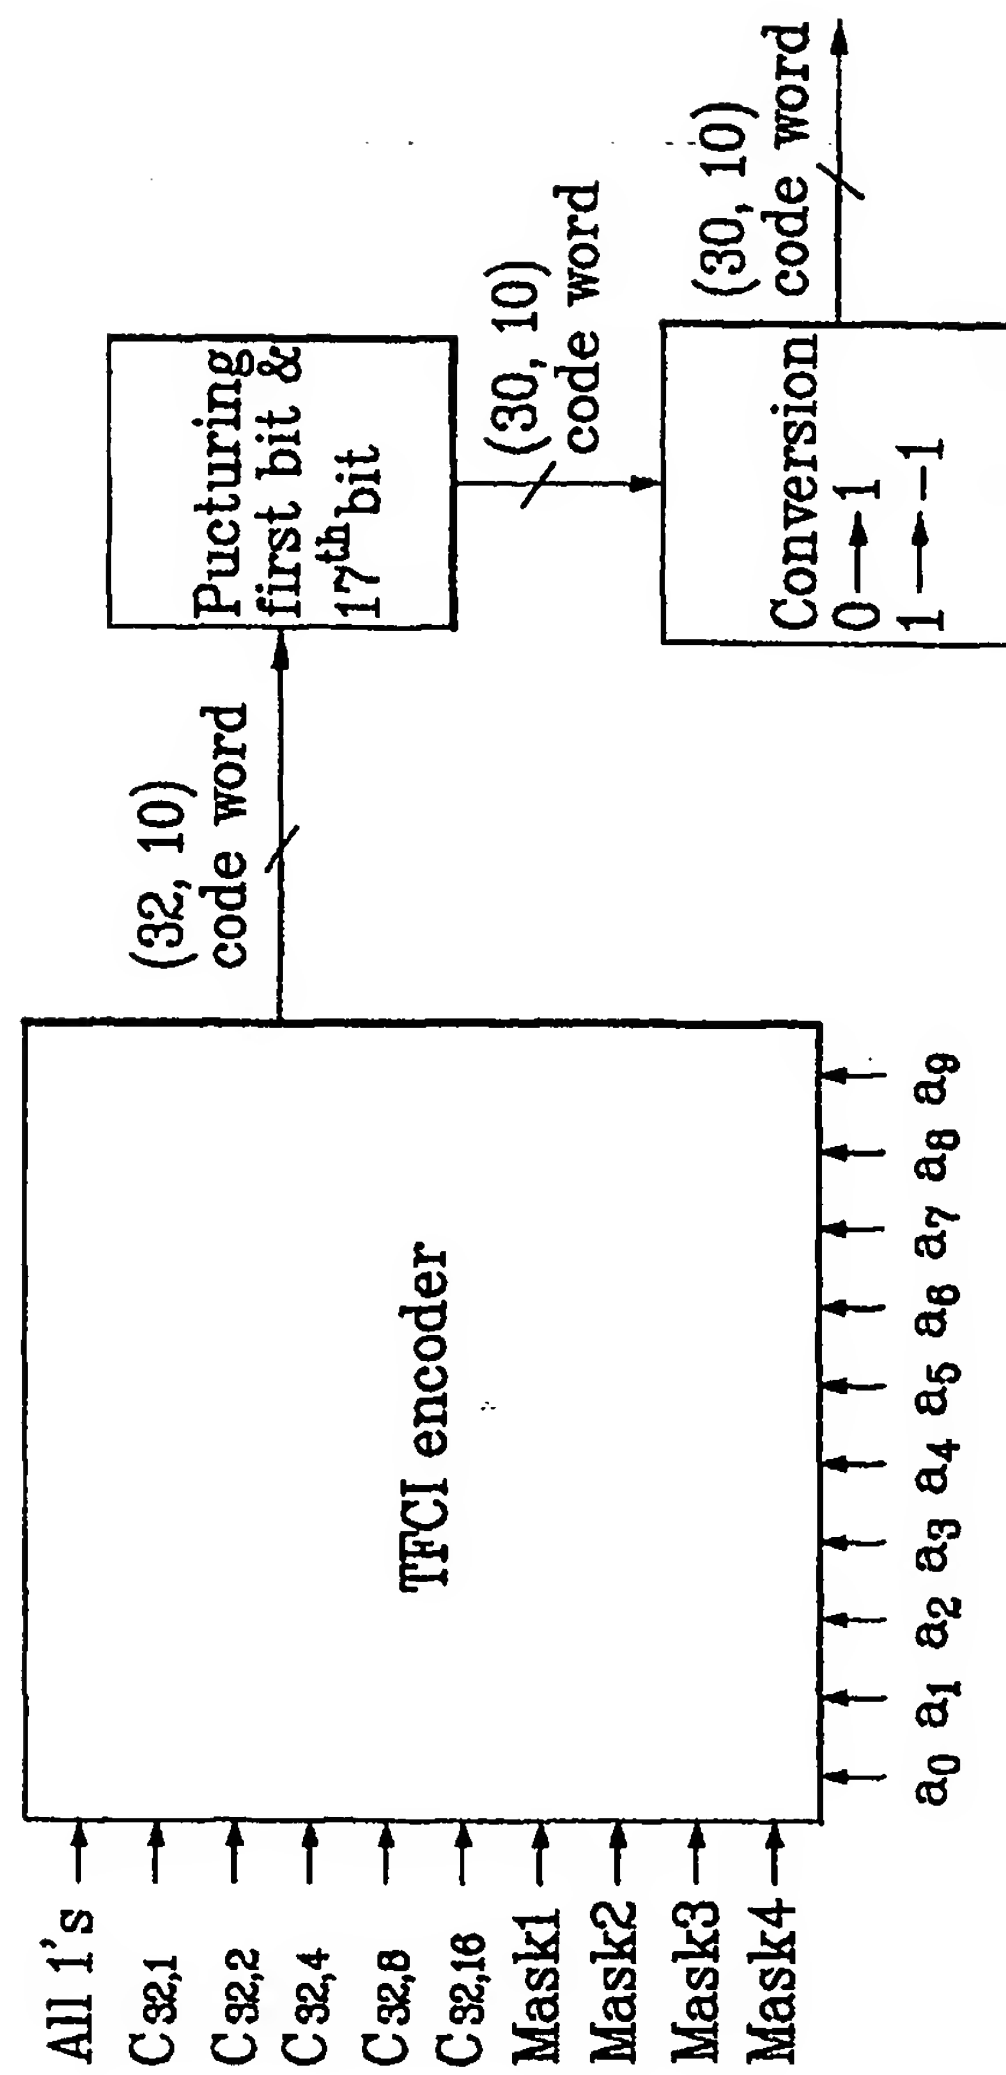 All 1's
C32,1
C32,2
C32,4
C32,8
C32,16
Mask1
Mask2
Mask3
Mask4
TFCI encoder
a0 a1 a2 a3 a4 a5 a6 a7 a8 a9
(32, 10)
code word
Pucturing
first bit &
17th bit
(30, 10)
code word
Conversion
0 → 1
1 → -1
(30, 10)
code word